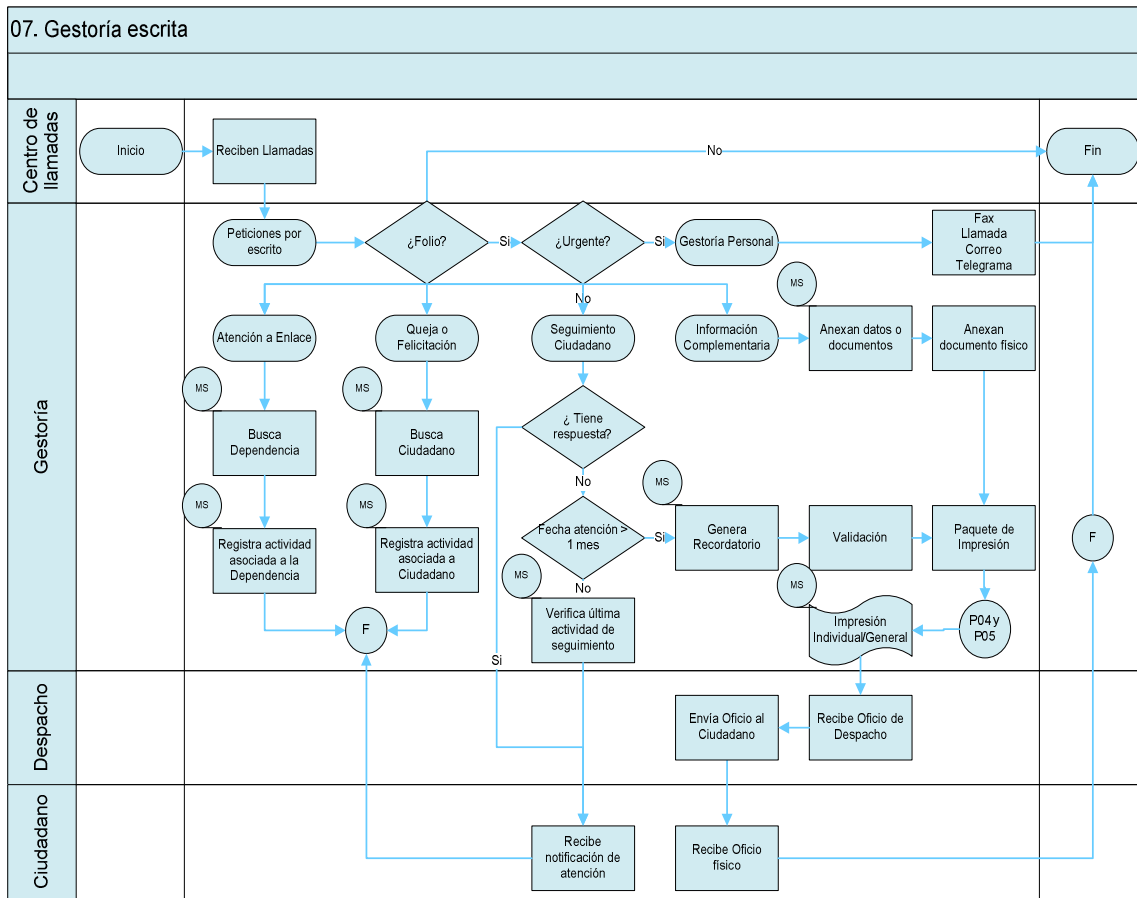 07. Gestoría escrita
Centro de
llamadas
Inicio
Reciben Llamadas
No
Fin
Gestoría
Peticiones por
escrito
¿Folio?
Si
¿Urgente?
Si
Gestoría Personal
Fax
Llamada
Correo
Telegrama
No
MS
Atención a Enlace
Queja o
Felicitación
Seguimiento
Ciudadano
Información
Complementaria
Anexan datos o
documentos
Anexan
documento físico
MS
MS
Busca
Dependencia
Busca
Ciudadano
¿ Tiene
respuesta?
No
MS
MS
MS
Registra actividad
asociada a la
Dependencia
Registra actividad
asociada a
Ciudadano
Fecha atención >
1 mes
Si
Genera
Recordatorio
Validación
Paquete de
Impresión
F
No
MS
MS
F
Verifica última
actividad de
seguimiento
Impresión
Individual/General
P04 y
P05
Si
Despacho
Envía Oficio al
Ciudadano
Recibe Oficio de
Despacho
Ciudadano
Recibe
notificación de
atención
Recibe Oficio
físico